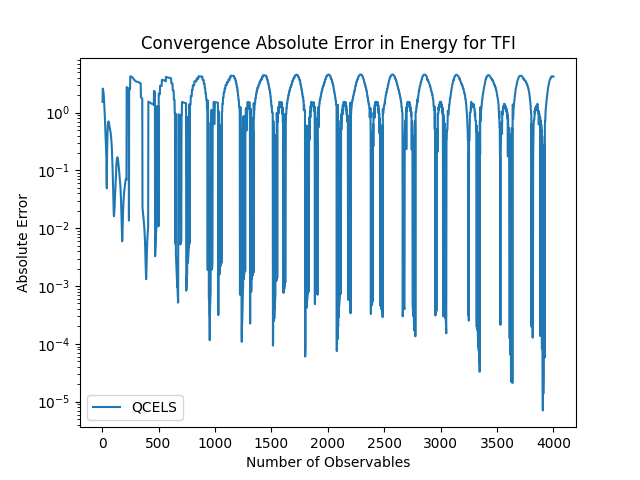 Convergence Absolute Error in Energy for TFI
Absolute Error
10^0
10^-1
10^-2
10^-3
10^-4
10^-5
QCELS
0 500 1000 1500 2000 2500 3000 3500 4000
Number of Observables